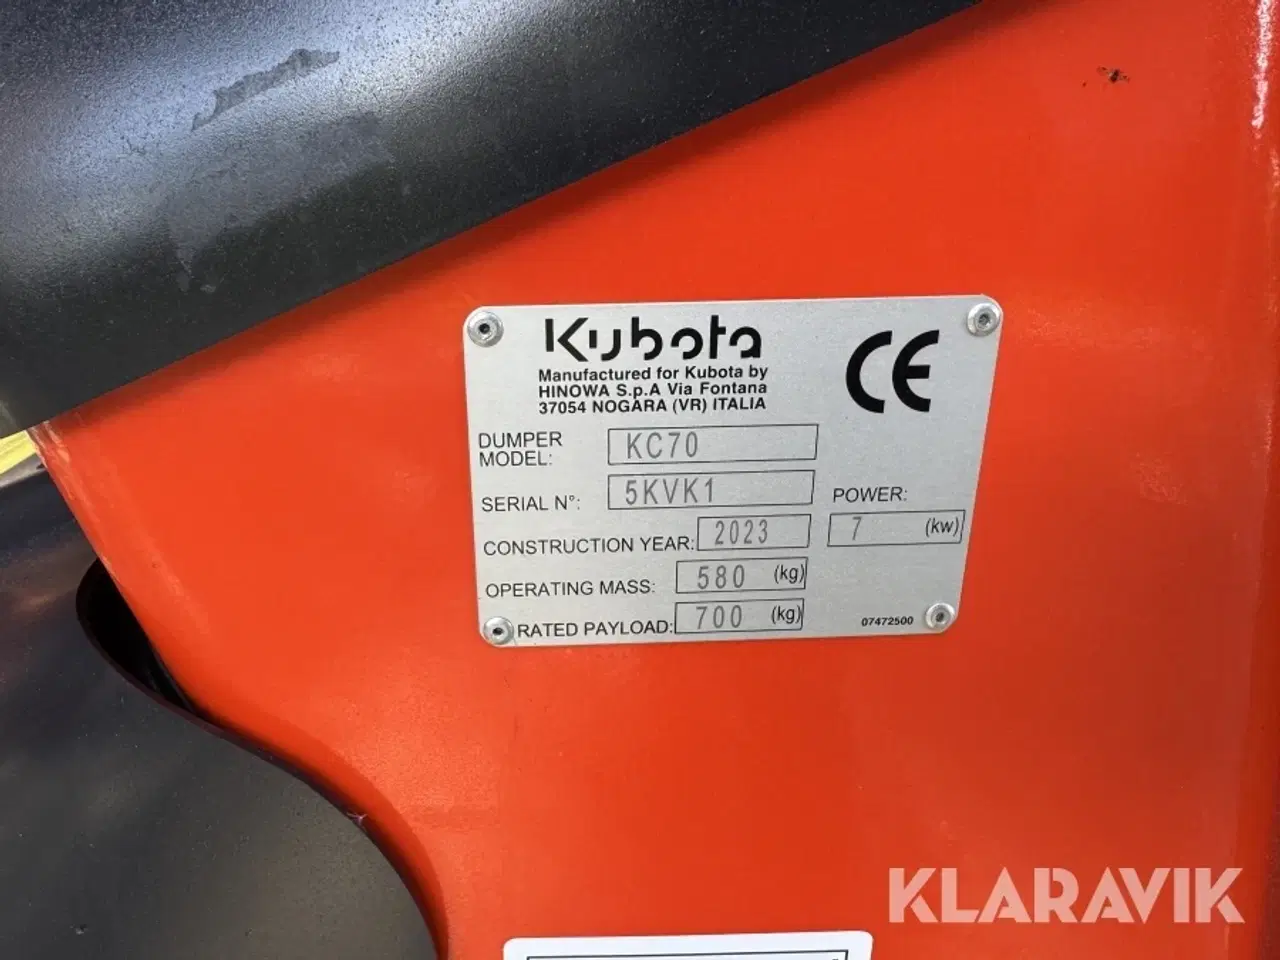 Kubota
Manufactured for Kubota by
HINOWA S.p.A Via Fontana
37054 NOGARA (VR) ITALIA
CE
DUMPER
MODEL: KC70
SERIAL N°: 5KVK1
POWER:
7 (kw)
CONSTRUCTION YEAR: 2023
OPERATING MASS: 580 (kg)
RATED PAYLOAD: 700 (kg)
07472500
KLARAVIK